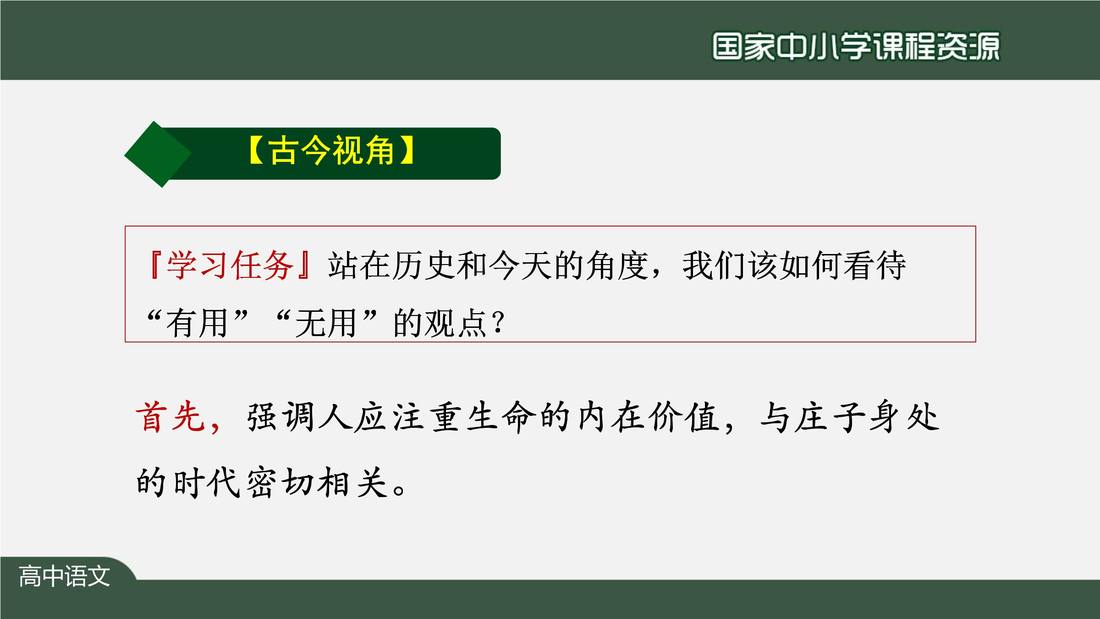 国家中小学课程资源
【古今视角】
『学习任务』站在历史和今天的角度，我们该如何看待
“有用”“无用”的观点？
首先，强调人应注重生命的内在价值，与庄子身处
的时代密切相关。
高中语文